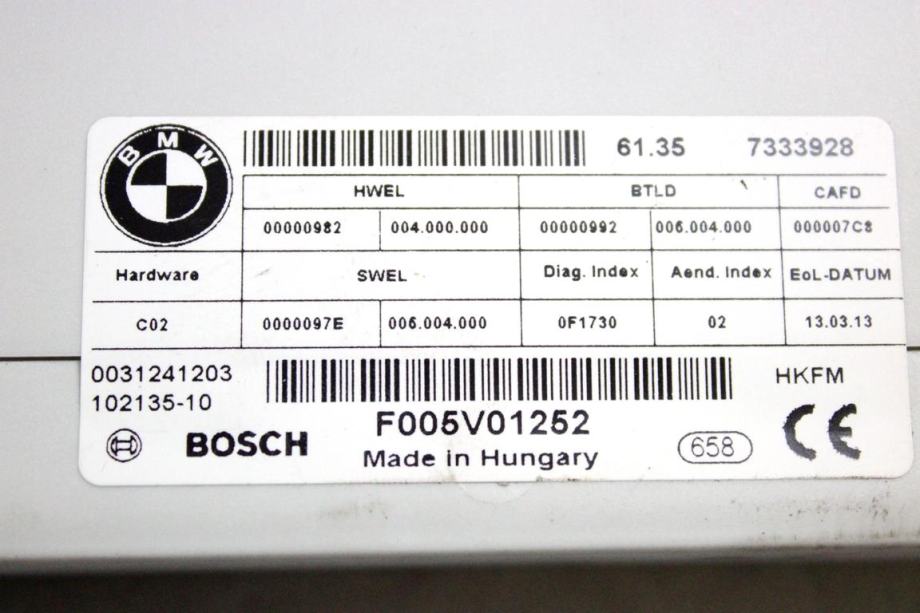 BMW
61.35 7333928
HWEL BTLD CAFD
00000982 004.000.000 00000992 006.004.000 000007C8
Hardware SWEL Diag. Index Aend. Index EoL-DATUM
C02 0000097E 006.004.000 0F1730 02 13.03.13
0031241203 HKFM
102135-10
F005V01252
BOSCH Made in Hungary 658 CE